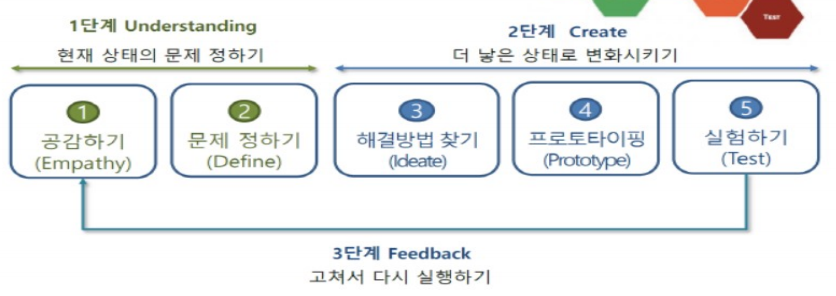 TEST
1단계 Understanding
현재 상태의 문제 정하기
2단계 Create
더 낳은 상태로 변화시키기
1
공감하기
(Empathy)
2
문제 정하기
(Define)
3
해결방법 찾기
(Ideate)
4
프로토타이핑
(Prototype)
5
실험하기
(Test)
3단계 Feedback
고쳐서 다시 실행하기